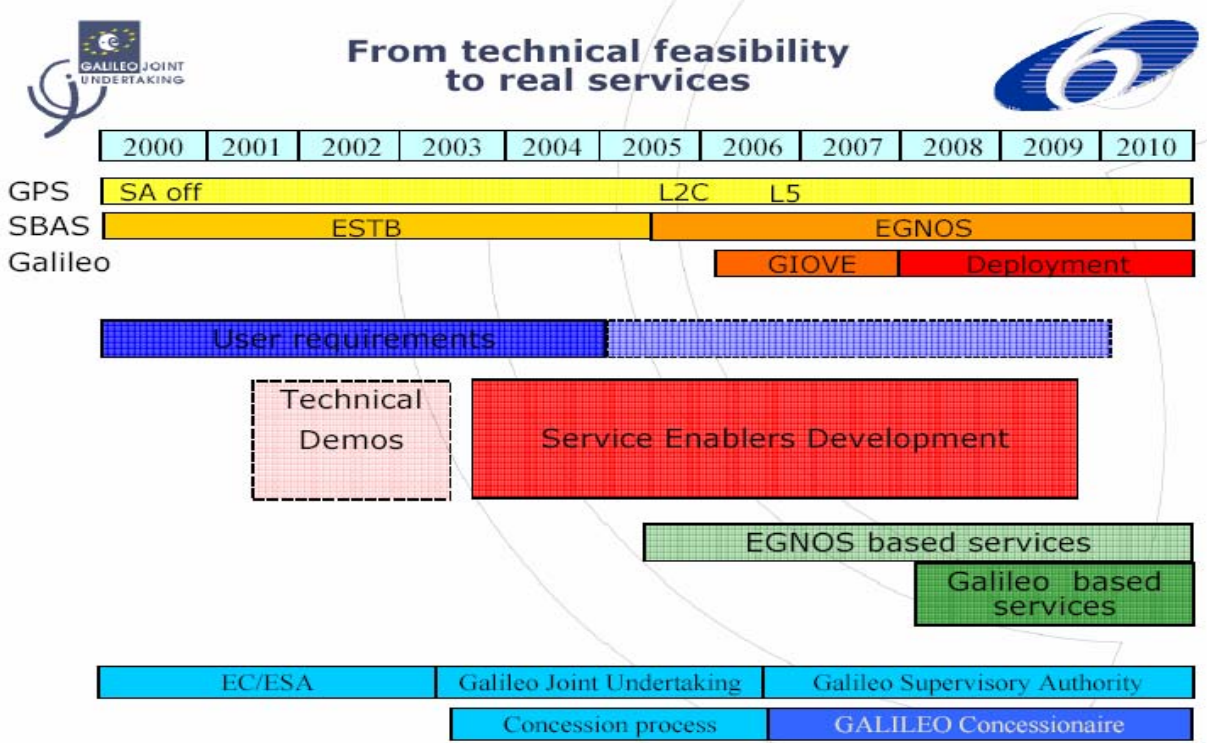 GALILEO JOINT
UNDERTAKING
From technical feasibility
to real services
2000 2001 2002 2003 2004 2005 2006 2007 2008 2009 2010
GPS SA off L2C L5
SBAS ESTB EGNOS
Galileo GIOVE Deployment
User requirements
Technical
Demos
Service Enablers Development
EGNOS based services
Galileo based
services
EC/ESA Galileo Joint Undertaking Galileo Supervisory Authority
Concession process GALILEO Concessionaire